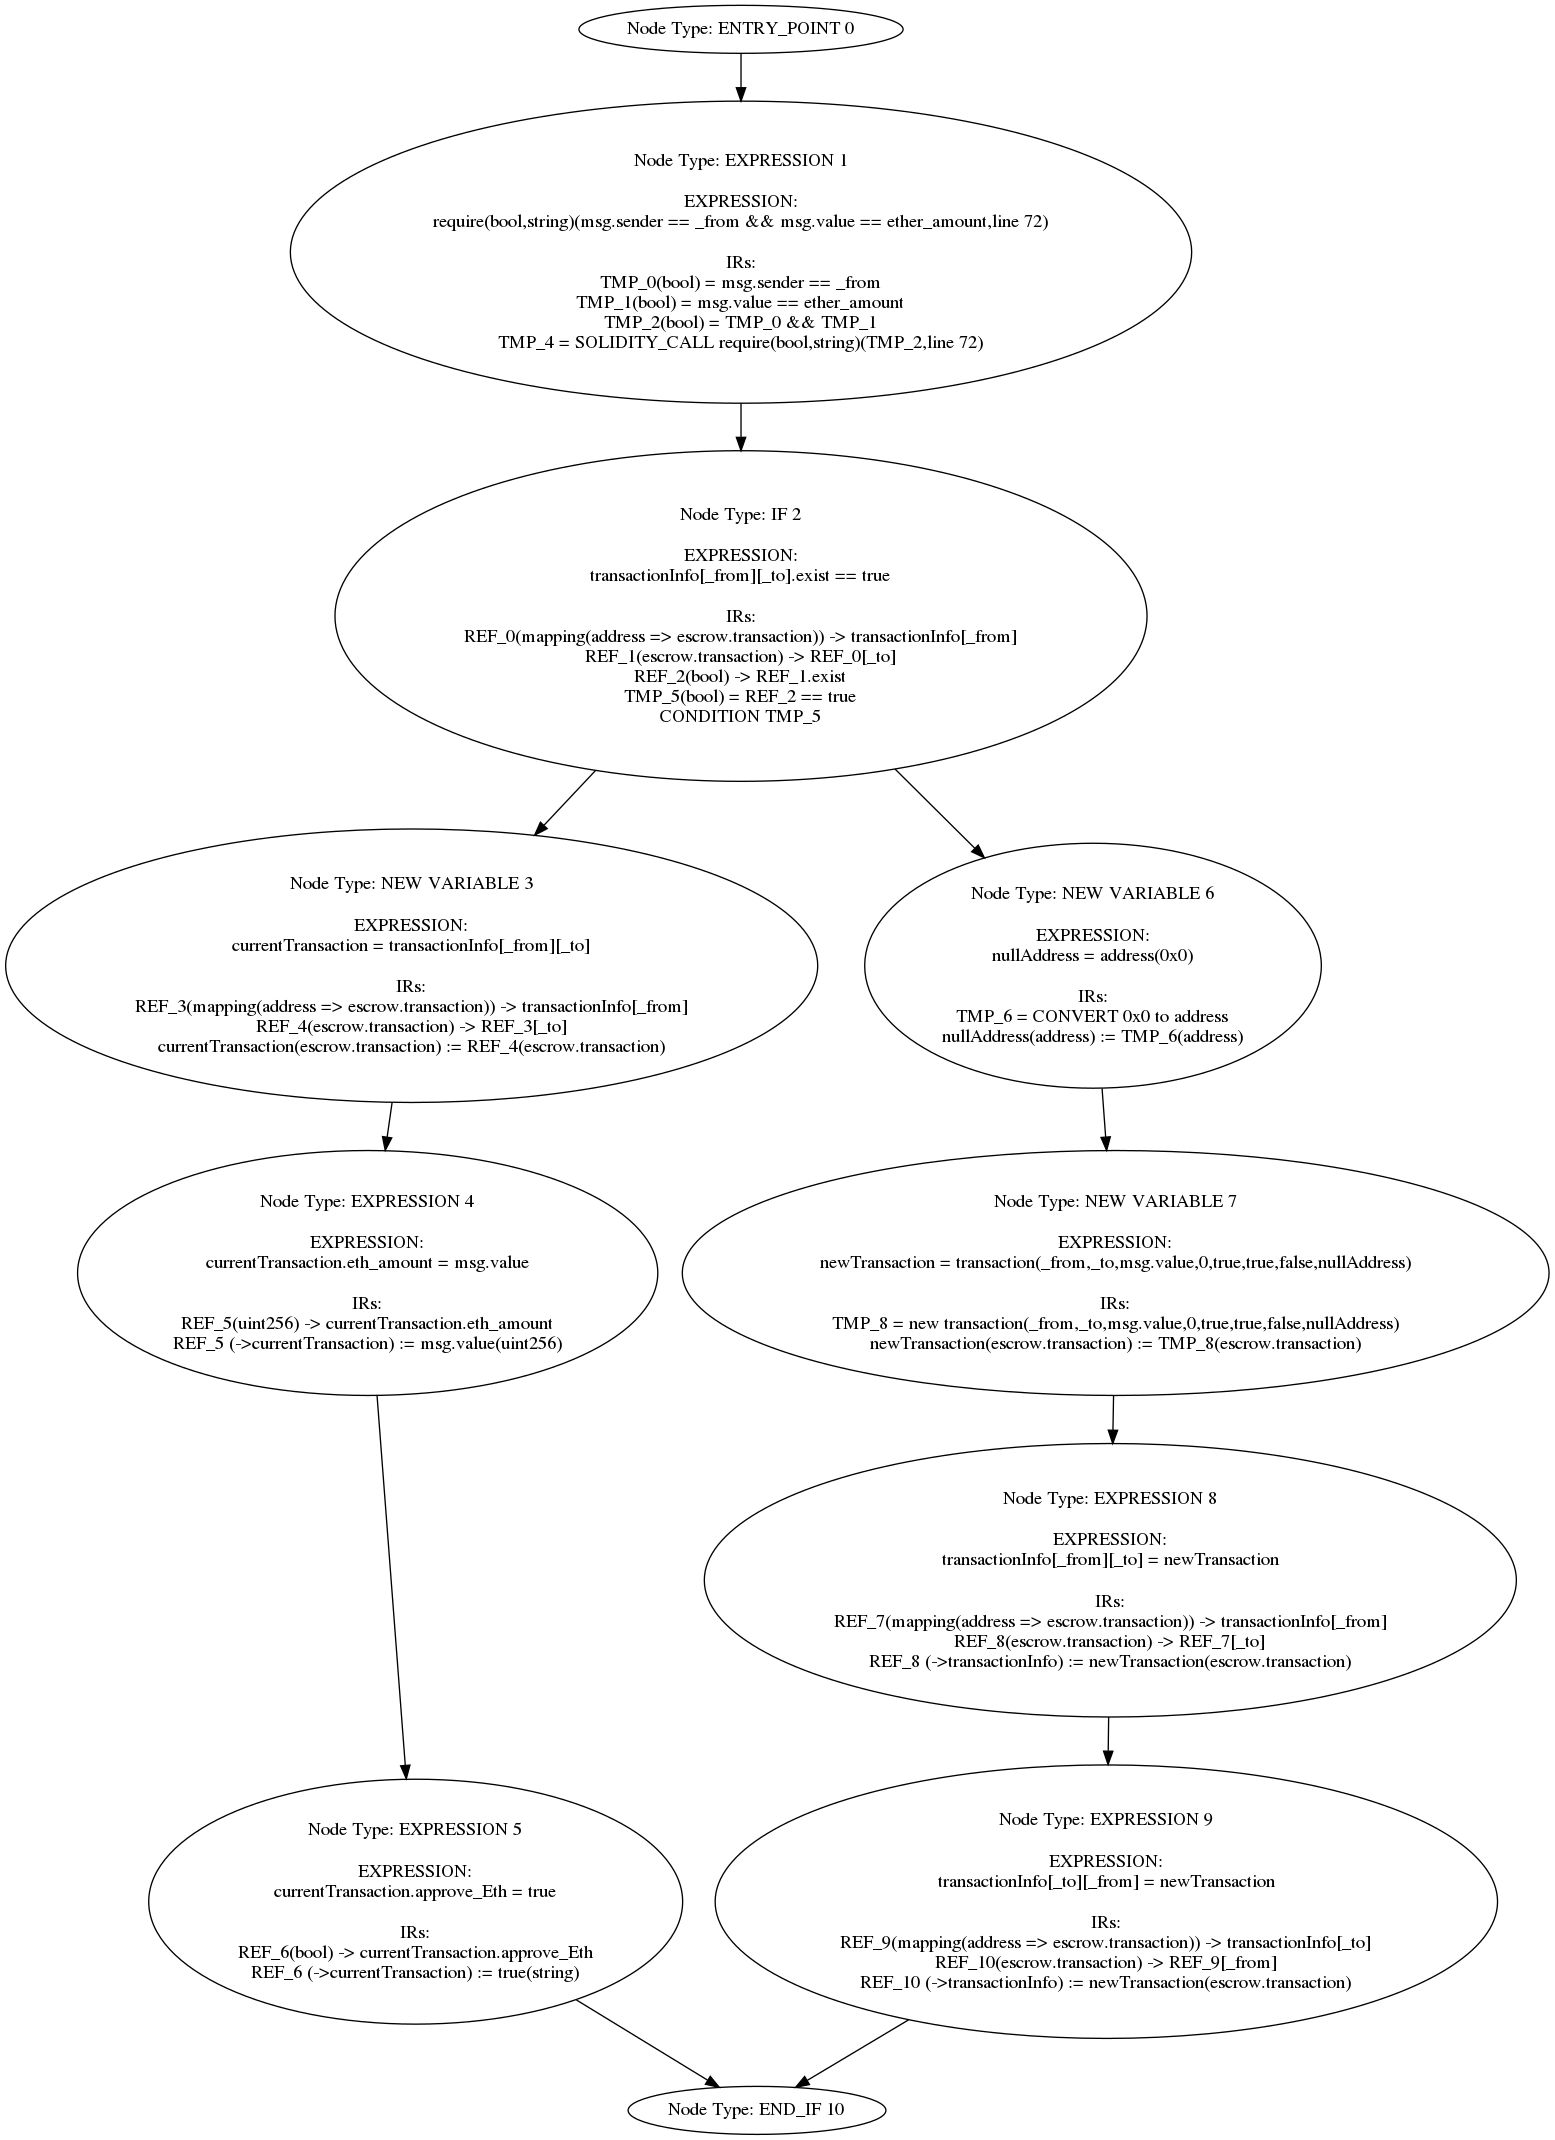 Node Type: ENTRY_POINT 0
Node Type: EXPRESSION 1
EXPRESSION:
require(bool,string)(msg.sender == _from && msg.value == ether_amount,line 72)
IRs:
TMP_0(bool) = msg.sender == _from
TMP_1(bool) = msg.value == ether_amount
TMP_2(bool) = TMP_0 && TMP_1
TMP_4 = SOLIDITY_CALL require(bool,string)(TMP_2,line 72)
Node Type: IF 2
EXPRESSION:
transactionInfo[_from][_to].exist == true
IRs:
REF_0(mapping(address => escrow.transaction)) -> transactionInfo[_from]
REF_1(escrow.transaction) -> REF_0[_to]
REF_2(bool) -> REF_1.exist
TMP_5(bool) = REF_2 == true
CONDITION TMP_5
Node Type: NEW VARIABLE 3
EXPRESSION:
currentTransaction = transactionInfo[_from][_to]
IRs:
REF_3(mapping(address => escrow.transaction)) -> transactionInfo[_from]
REF_4(escrow.transaction) -> REF_3[_to]
currentTransaction(escrow.transaction) := REF_4(escrow.transaction)
Node Type: NEW VARIABLE 6
EXPRESSION:
nullAddress = address(0x0)
IRs:
TMP_6 = CONVERT 0x0 to address
nullAddress(address) := TMP_6(address)
Node Type: EXPRESSION 4
EXPRESSION:
currentTransaction.eth_amount = msg.value
IRs:
REF_5(uint256) -> currentTransaction.eth_amount
REF_5 (->currentTransaction) := msg.value(uint256)
Node Type: NEW VARIABLE 7
EXPRESSION:
newTransaction = transaction(_from,_to,msg.value,0,true,true,false,nullAddress)
IRs:
TMP_8 = new transaction(_from,_to,msg.value,0,true,true,false,nullAddress)
newTransaction(escrow.transaction) := TMP_8(escrow.transaction)
Node Type: EXPRESSION 8
EXPRESSION:
transactionInfo[_from][_to] = newTransaction
IRs:
REF_7(mapping(address => escrow.transaction)) -> transactionInfo[_from]
REF_8(escrow.transaction) -> REF_7[_to]
REF_8 (->transactionInfo) := newTransaction(escrow.transaction)
Node Type: EXPRESSION 5
EXPRESSION:
currentTransaction.approve_Eth = true
IRs:
REF_6(bool) -> currentTransaction.approve_Eth
REF_6 (->currentTransaction) := true(string)
Node Type: EXPRESSION 9
EXPRESSION:
transactionInfo[_to][_from] = newTransaction
IRs:
REF_9(mapping(address => escrow.transaction)) -> transactionInfo[_to]
REF_10(escrow.transaction) -> REF_9[_from]
REF_10 (->transactionInfo) := newTransaction(escrow.transaction)
Node Type: END_IF 10